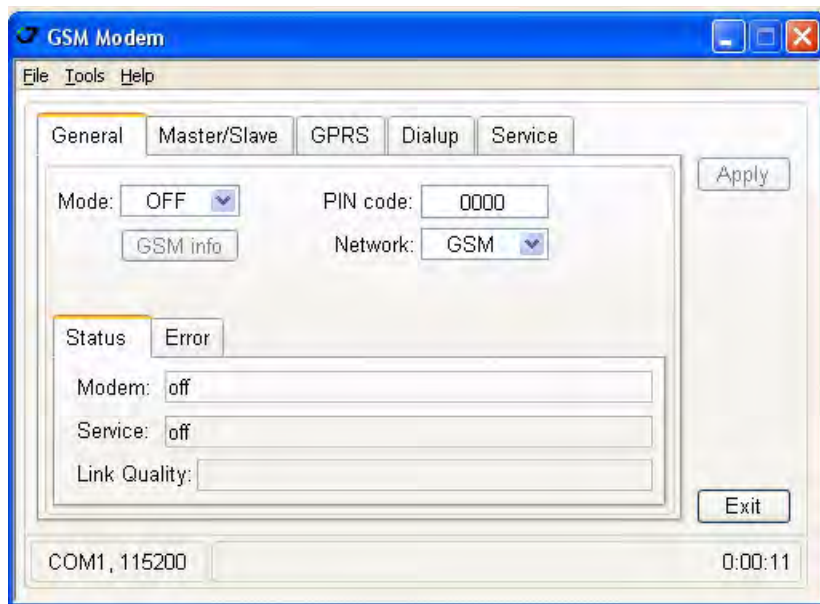 GSM Modem
File Tools Help
General Master/Slave GPRS Dialup Service
Apply
Mode: OFF PIN code: 0000
GSM info Network: GSM
Status Error
Modem: off
Service: off
Link Quality:
Exit
COM1, 115200 0:00:11